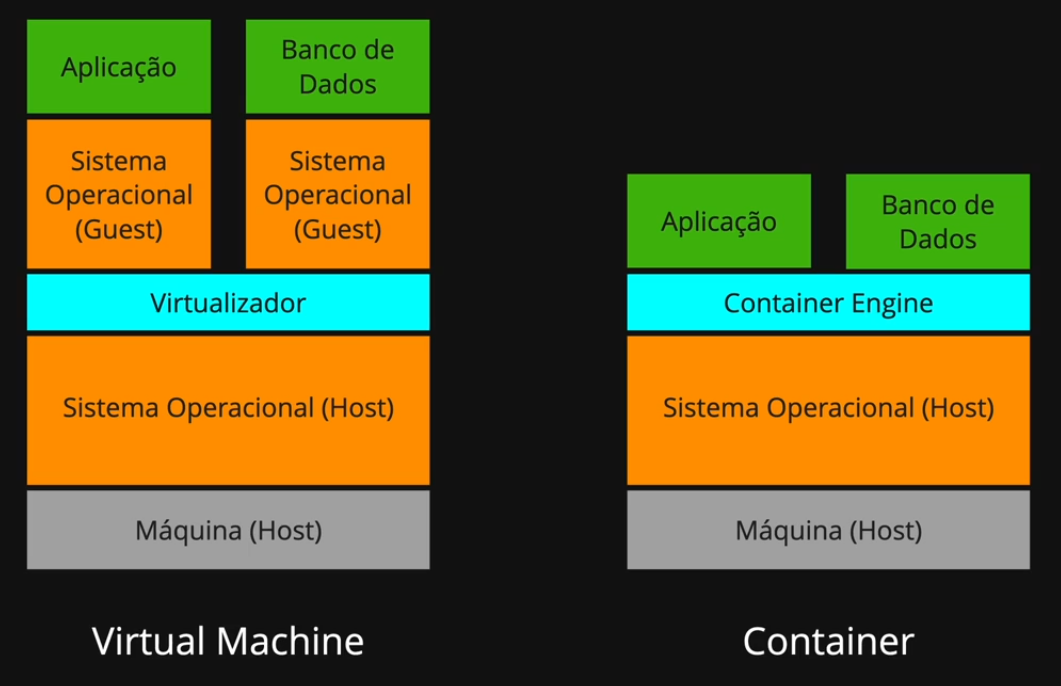 Aplicação
Banco de
Dados
Sistema
Operacional
(Guest)
Sistema
Operacional
(Guest)
Virtualizador
Sistema Operacional (Host)
Máquina (Host)
Virtual Machine
Aplicação
Banco de
Dados
Container Engine
Sistema Operacional (Host)
Máquina (Host)
Container